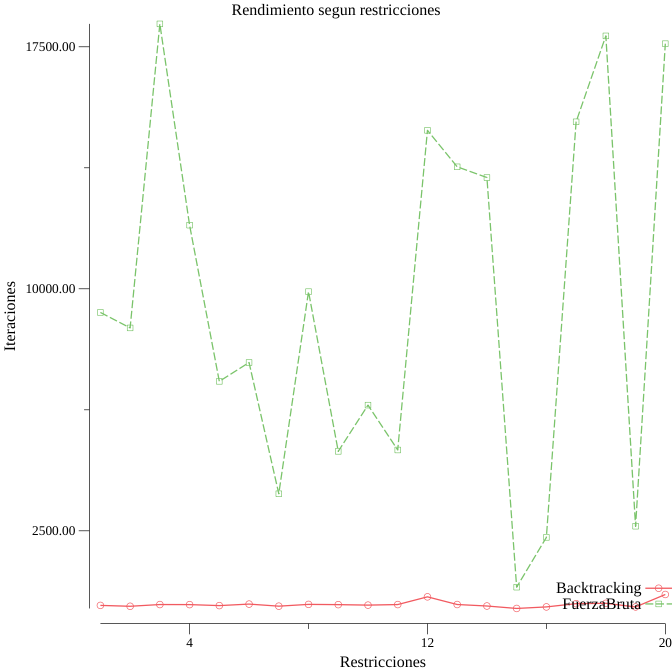 Rendimiento segun restricciones
17500.00
10000.00
2500.00
Iteraciones
Backtracking
FuerzaBruta
4
12
20
Restricciones